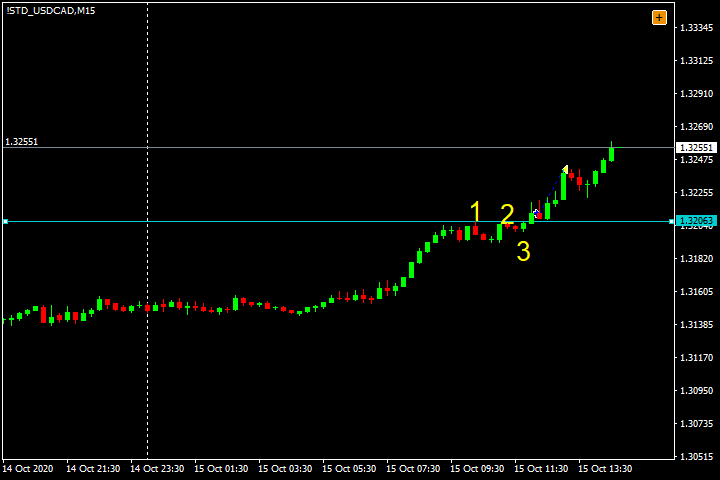 !STD_USDCAD,M15
+
1.33345
1.33125
1.32910
1.32690
1.32551
1.32551
1.32475
1.32255
1
2
1.32063
3
1.31820
1.31605
1.31385
1.31170
1.30950
1.30735
1.30515
14 Oct 2020
14 Oct 21:30
14 Oct 23:30
15 Oct 01:30
15 Oct 03:30
15 Oct 05:30
15 Oct 07:30
15 Oct 09:30
15 Oct 11:30
15 Oct 13:30